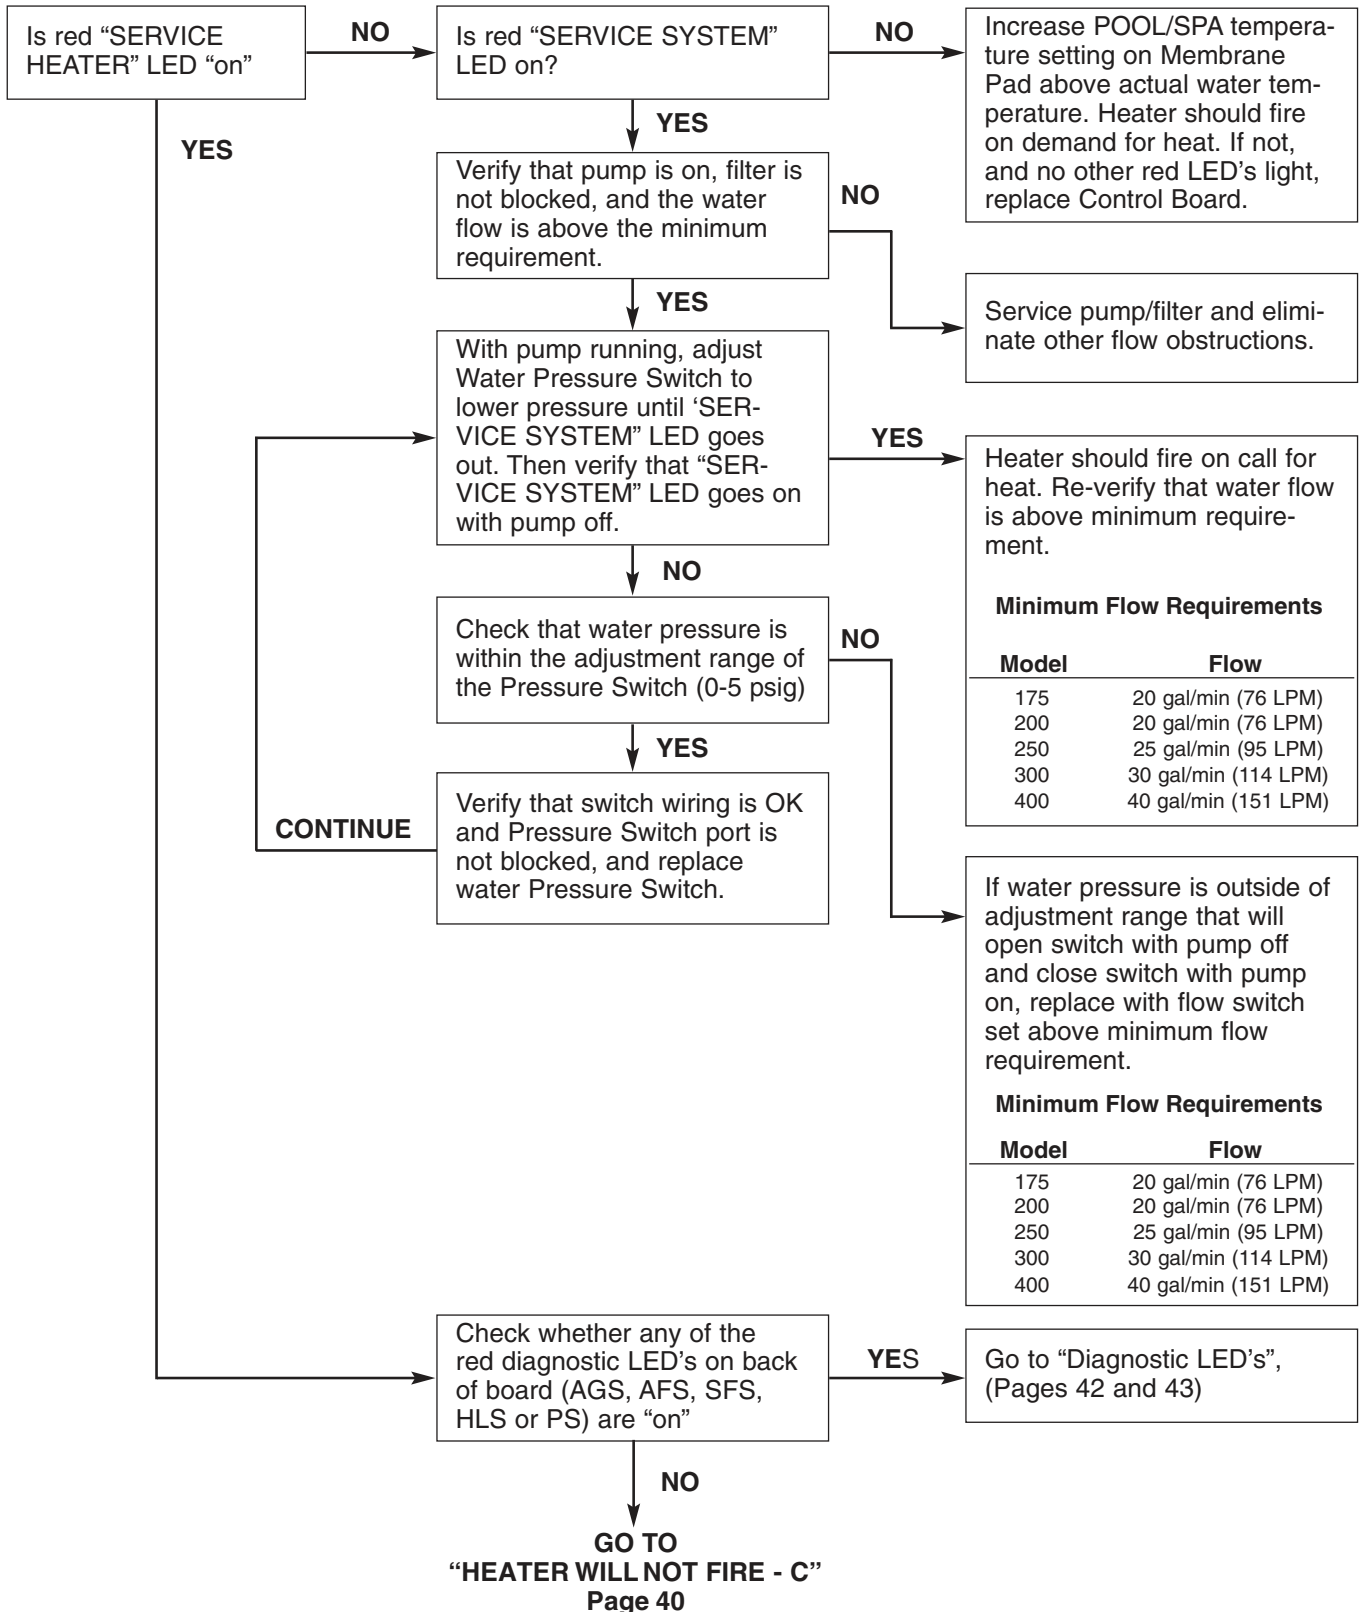 Is red “SERVICE
HEATER” LED “on”
NO
Is red “SERVICE SYSTEM”
LED on?
NO
Increase POOL/SPA tempera-
ture setting on Membrane
Pad above actual water tem-
perature. Heater should fire
on demand for heat. If not,
and no other red LED's light,
replace Control Board.
YES
YES
Verify that pump is on, filter is
not blocked, and the water
flow is above the minimum
requirement.
NO
Service pump/filter and elimi-
nate other flow obstructions.
YES
With pump running, adjust
Water Pressure Switch to
lower pressure until ‘SER-
VICE SYSTEM” LED goes
out. Then verify that “SER-
VICE SYSTEM” LED goes on
with pump off.
YES
Heater should fire on call for
heat. Re-verify that water flow
is above minimum require-
ment.
Minimum Flow Requirements
Model Flow
175 20 gal/min (76 LPM)
200 20 gal/min (76 LPM)
250 25 gal/min (95 LPM)
300 30 gal/min (114 LPM)
400 40 gal/min (151 LPM)
NO
Check that water pressure is
within the adjustment range of
the Pressure Switch (0-5 psig)
NO
YES
Verify that switch wiring is OK
and Pressure Switch port is
not blocked, and replace
water Pressure Switch.
CONTINUE
If water pressure is outside of
adjustment range that will
open switch with pump off
and close switch with pump
on, replace with flow switch
set above minimum flow
requirement.
Minimum Flow Requirements
Model Flow
175 20 gal/min (76 LPM)
200 20 gal/min (76 LPM)
250 25 gal/min (95 LPM)
300 30 gal/min (114 LPM)
400 40 gal/min (151 LPM)
Check whether any of the
red diagnostic LED's on back
of board (AGS, AFS, SFS,
HLS or PS) are “on”
YES
Go to “Diagnostic LED's”,
(Pages 42 and 43)
NO
GO TO
“HEATER WILL NOT FIRE - C”
Page 40